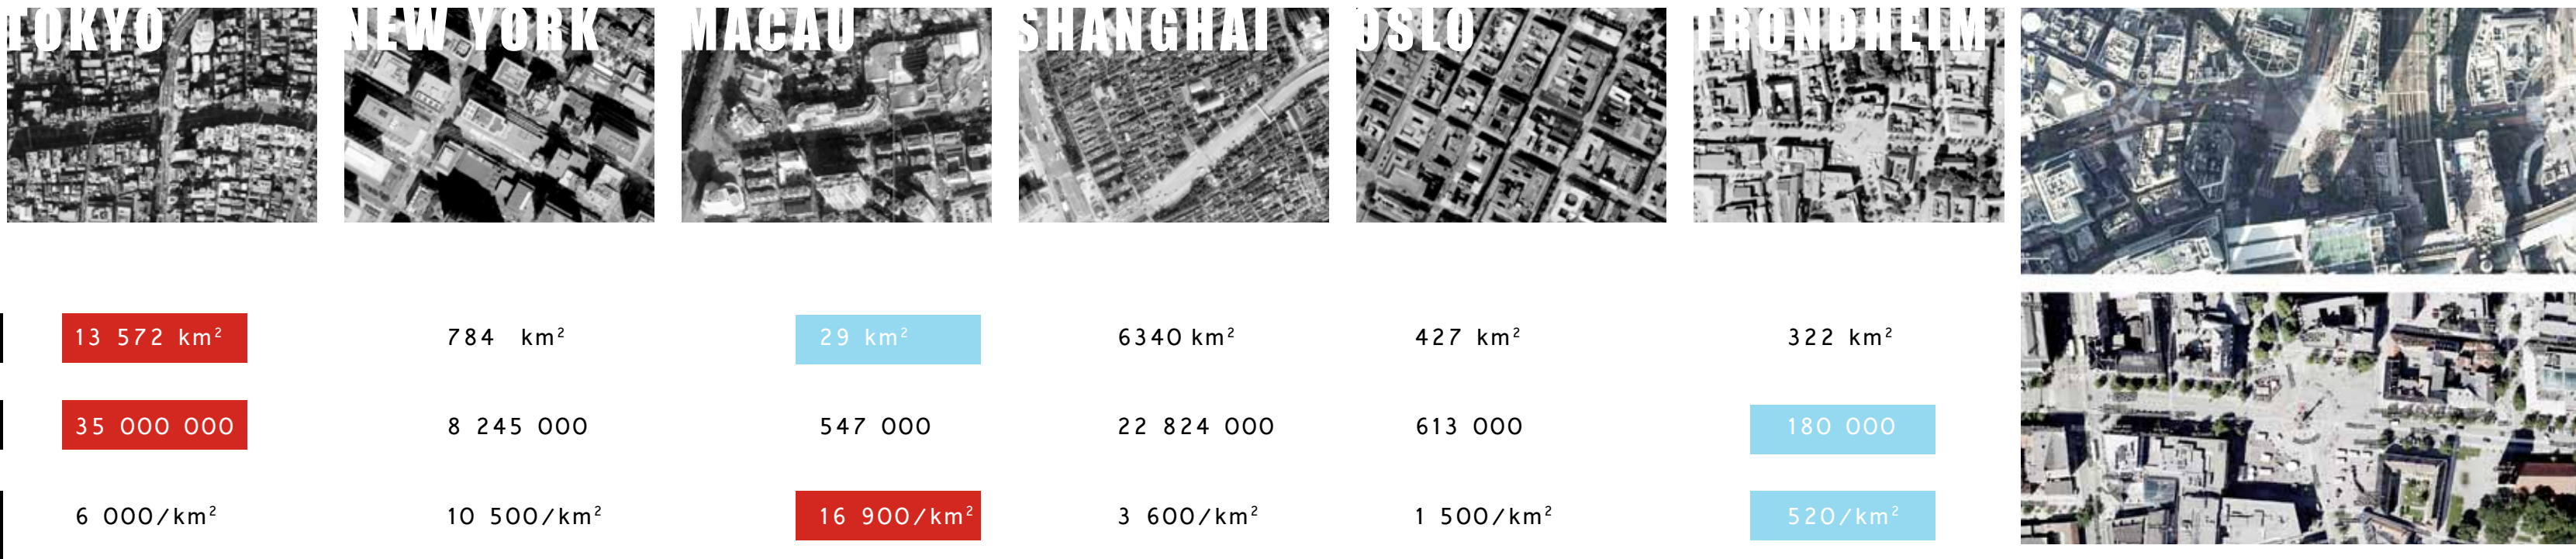 TOKYO NEW YORK MACAU SHANGHAI OSLO TRONDHEIM
13 572 km² 784 km² 29 km² 6340 km² 427 km² 322 km²
35 000 000 8 245 000 547 000 22 824 000 613 000 180 000
6 000/km² 10 500/km² 16 900/km² 3 600/km² 1 500/km² 520/km²